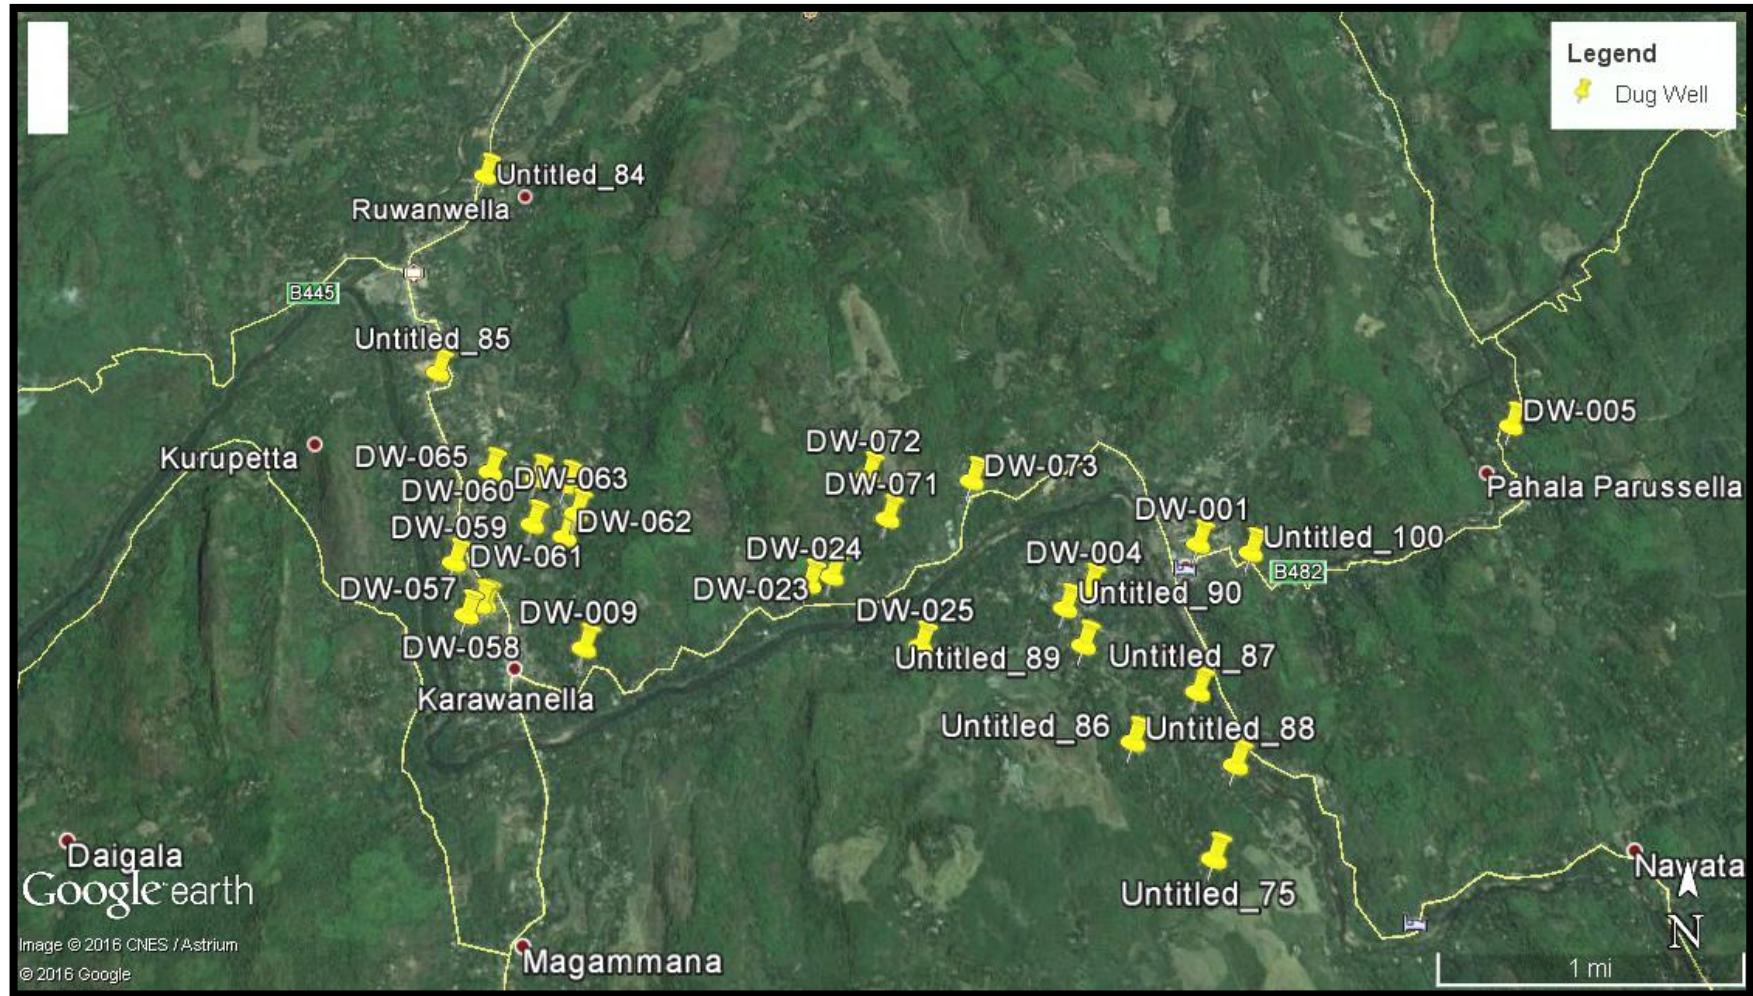 Legend
Dug Well
Untitled_84
Ruwanwella
B445
Untitled_85
DW-005
DW-072
Kurupetta
DW-065
DW-073
DW-063
DW-060
DW-071
Pahala Parussella
DW-001
DW-059
DW-062
Untitled_100
DW-024
DW-004
DW-061
B482
DW-057
DW-023
Untitled_90
DW-009
DW-025
DW-058
Untitled_89
Untitled_87
Karawanella
Untitled_86
Untitled_88
Daigala
Nawata
Google earth
Untitled_75
N
Image © 2016 CNES / Astrium
Magammana
1 mi
© 2016 Google